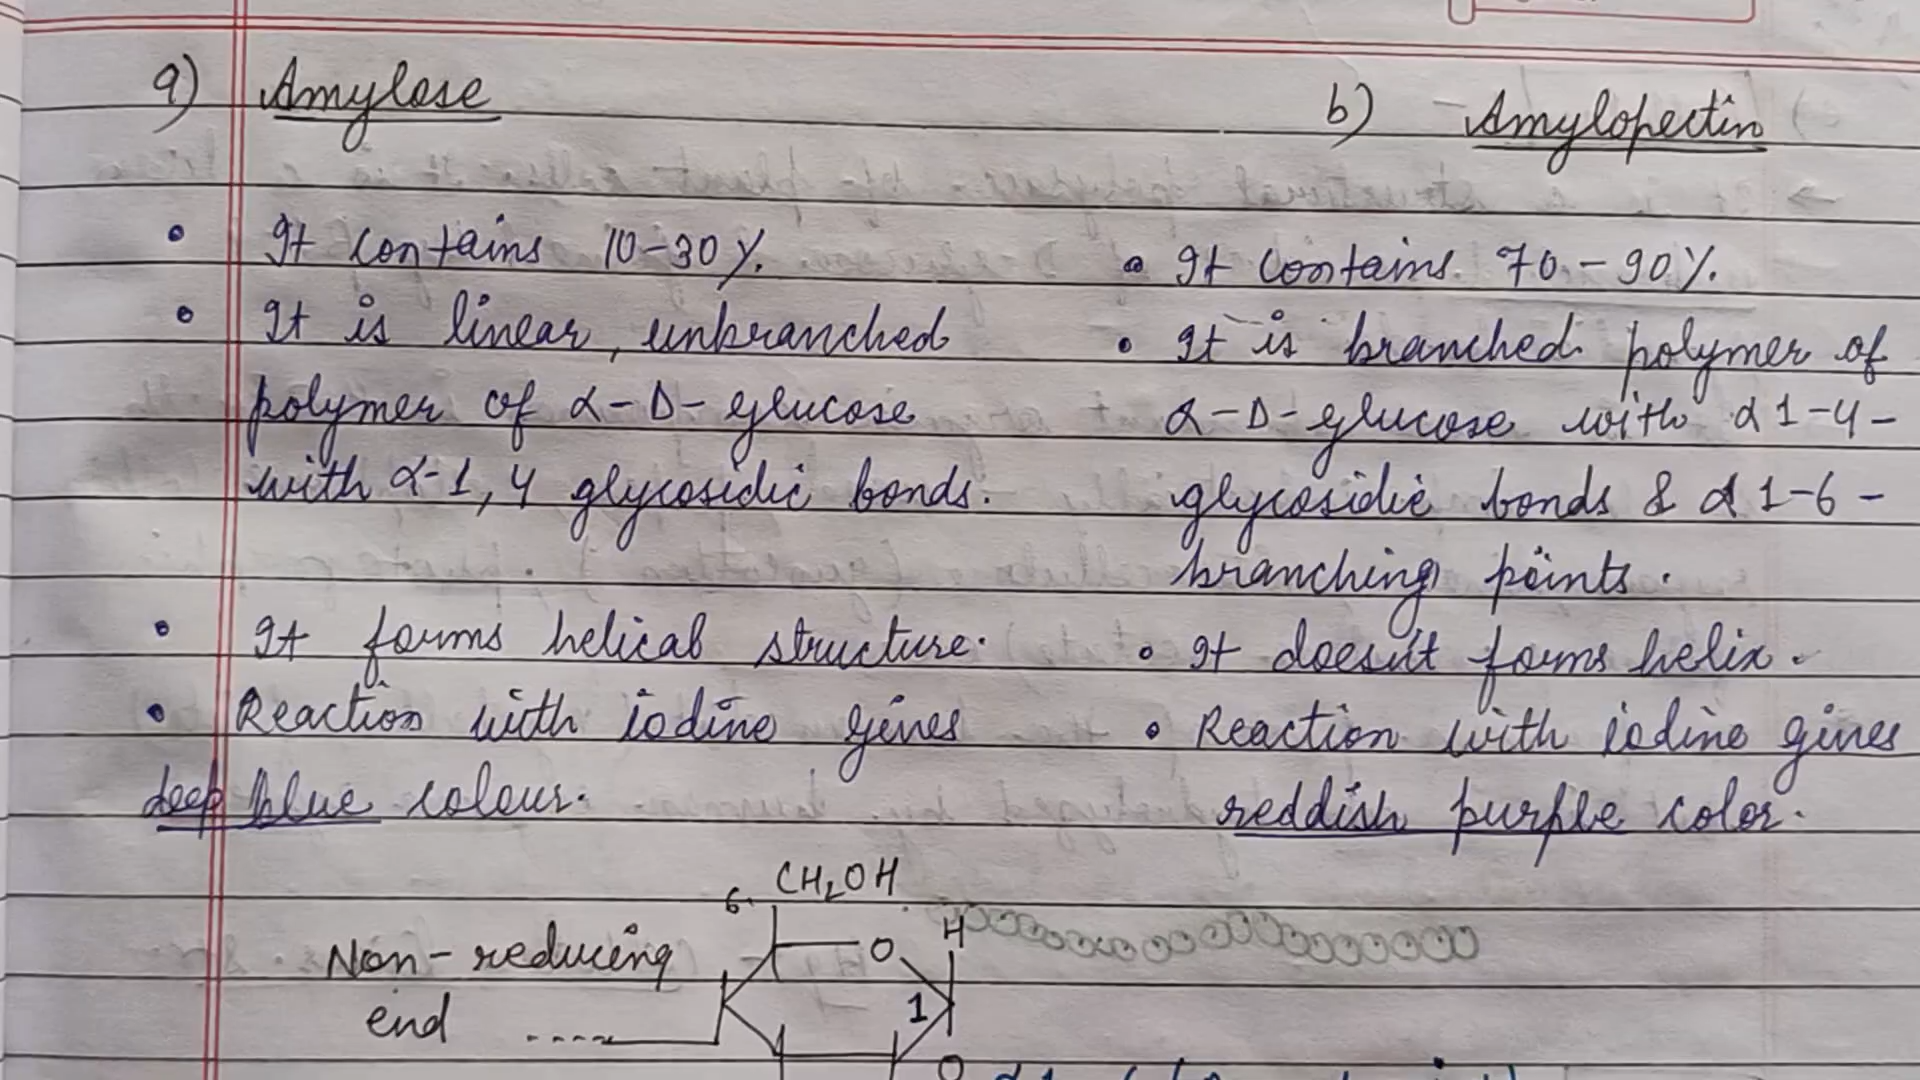 a) Amylose
b) Amylopectin
• It contains 10-30%.
• It is linear, unbranched
polymer of α-D-glucose
with α-1,4 glycosidic bonds.
• It forms helical structure.
• Reaction with iodine gives
deep blue colour.
• It contains 70-90%.
• It is branched polymer of
α-D-glucose with α 1-4-
glycosidic bonds & α 1-6-
branching points.
• It doesn't forms helix.
• Reaction with iodine gives
reddish purple color.
6. CH₂OH
O H
Non-reducing
end
1
O